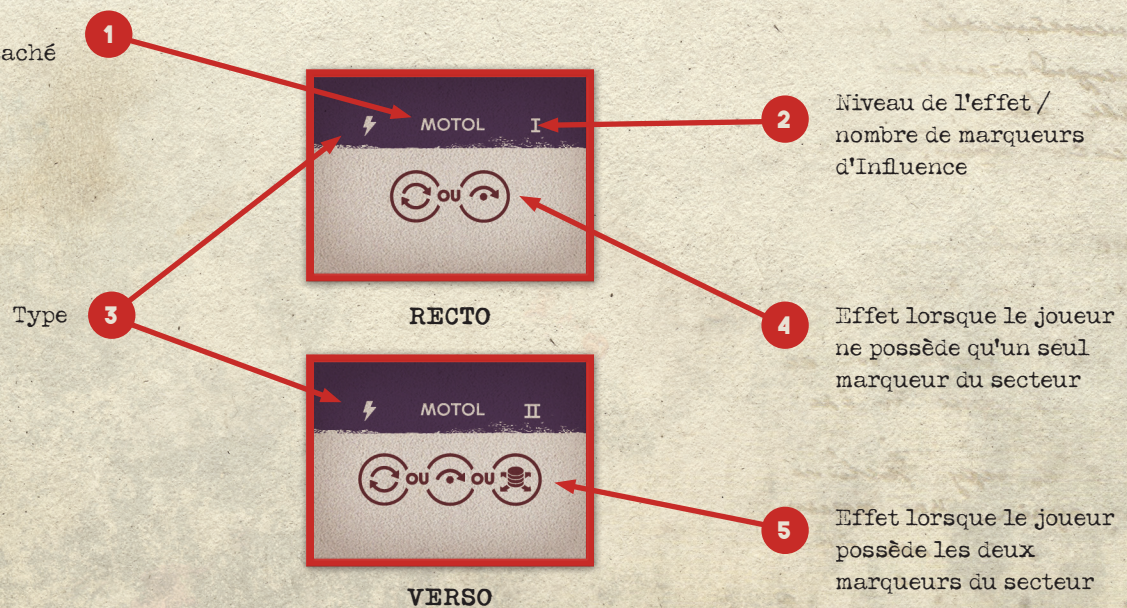 1
MOTOL I
OU
RECTO
2
Niveau de l'effet /
nombre de marqueurs
d'Influence
Type 3
4
Effet lorsque le joueur
ne possède qu'un seul
marqueur du secteur
MOTOL II
OU OU
VERSO
5
Effet lorsque le joueur
possède les deux
marqueurs du secteur